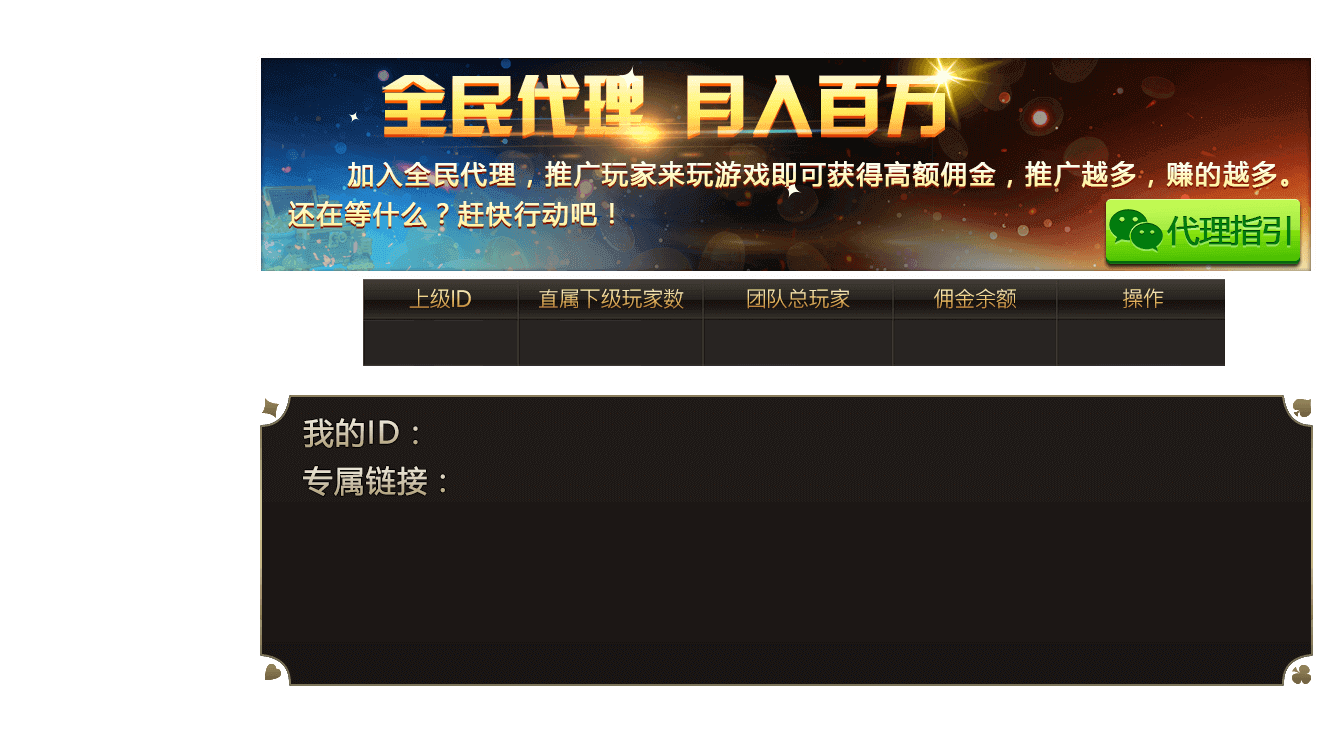 全民代理 月入百万
加入全民代理，推广玩家来玩游戏即可获得高额佣金，推广越多，赚的越多。
还在等什么？赶快行动吧！
代理指引
上级ID 直属下级玩家数 团队总玩家 佣金余额 操作
我的ID：
专属链接：